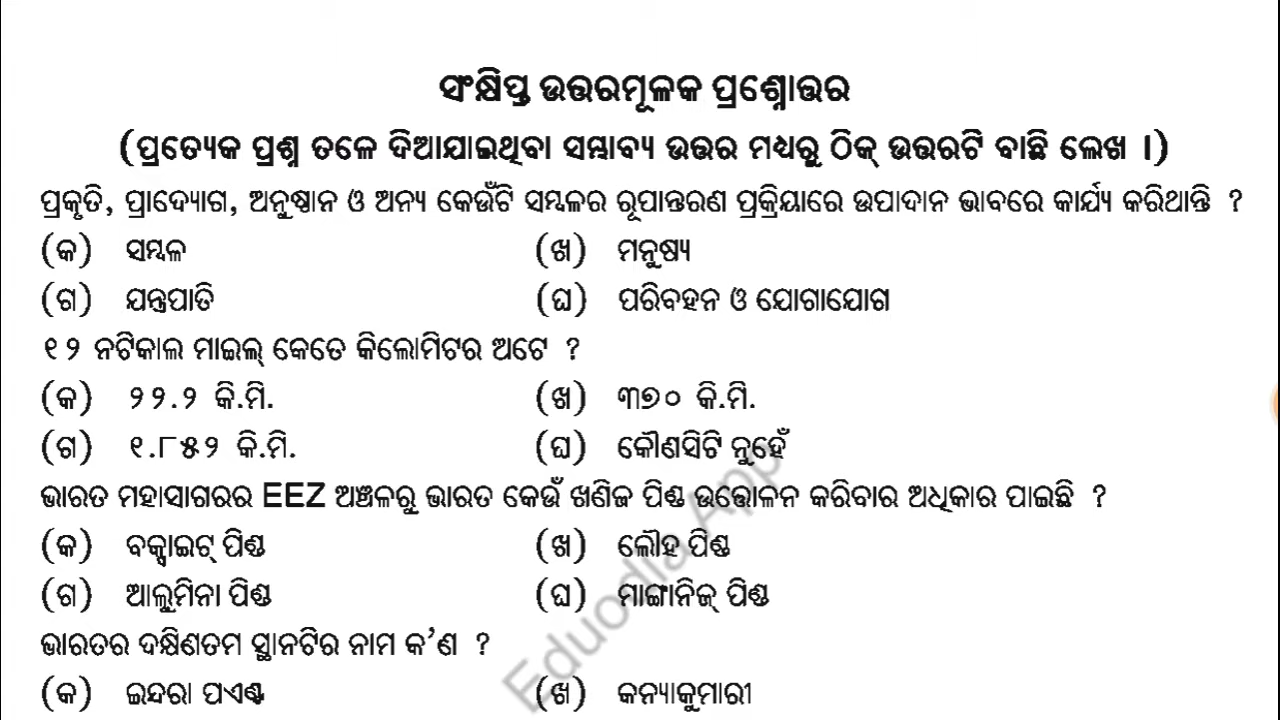 ସଂକ୍ଷିପ୍ତ ଉତ୍ତରମୂଳକ ପ୍ରଶ୍ନୋତ୍ତର
(ପ୍ରତ୍ୟେକ ପ୍ରଶ୍ନ ତଳେ ଦିଆଯାଇଥିବା ସମ୍ଭାବ୍ୟ ଉତ୍ତର ମଧ୍ୟରୁ ଠିକ୍ ଉତ୍ତରଟି ବାଛି ଲେଖ ।)
ପ୍ରକୃତି, ପ୍ରାଦ୍ୟୋଗ, ଅନୁଷ୍ଠାନ ଓ ଅନ୍ୟ କେଉଁଟି ସମ୍ବଳର ରୂପାନ୍ତରଣ ପ୍ରକ୍ରିୟାରେ ଉପାଦାନ ଭାବରେ କାର୍ଯ୍ୟ କରିଥାନ୍ତି ?
(କ) ସମ୍ବଳ (ଖ) ମନୁଷ୍ୟ
(ଗ) ଯନ୍ତ୍ରପାତି (ଘ) ପରିବହନ ଓ ଯୋଗାଯୋଗ
୧୨ ନଟିକାଲ ମାଇଲ୍ କେତେ କିଲୋମିଟର ଅଟେ ?
(କ) ୨୨.୨ କି.ମି. (ଖ) ୩୭୦ କି.ମି.
(ଗ) ୧.୮୫୨ କି.ମି. (ଘ) କୌଣସିଟି ନୁହେଁ
ଭାରତ ମହାସାଗରର EEZ ଅଞ୍ଚଳରୁ ଭାରତ କେଉଁ ଖଣିଜ ପିଣ୍ଡ ଉତ୍ତୋଳନ କରିବାର ଅଧିକାର ପାଇଛି ?
(କ) ବକ୍ସାଇଟ୍ ପିଣ୍ଡ (ଖ) ଲୌହ ପିଣ୍ଡ
(ଗ) ଆଲୁମିନା ପିଣ୍ଡ (ଘ) ମାଙ୍ଗାନିଜ୍ ପିଣ୍ଡ
ଭାରତର ଦକ୍ଷିଣତମ ସ୍ଥାନଟିର ନାମ କ’ଣ ?
(କ) ଇନ୍ଦିରା ପଏଣ୍ଟ (ଖ) କନ୍ୟାକୁମାରୀ
Eduodia App